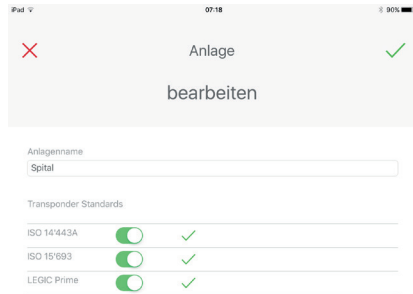 iPad 07:18 90%
Anlage
bearbeiten
Anlagenname
Spital
Transponder Standards
ISO 14'443A
ISO 15'693
LEGIC Prime